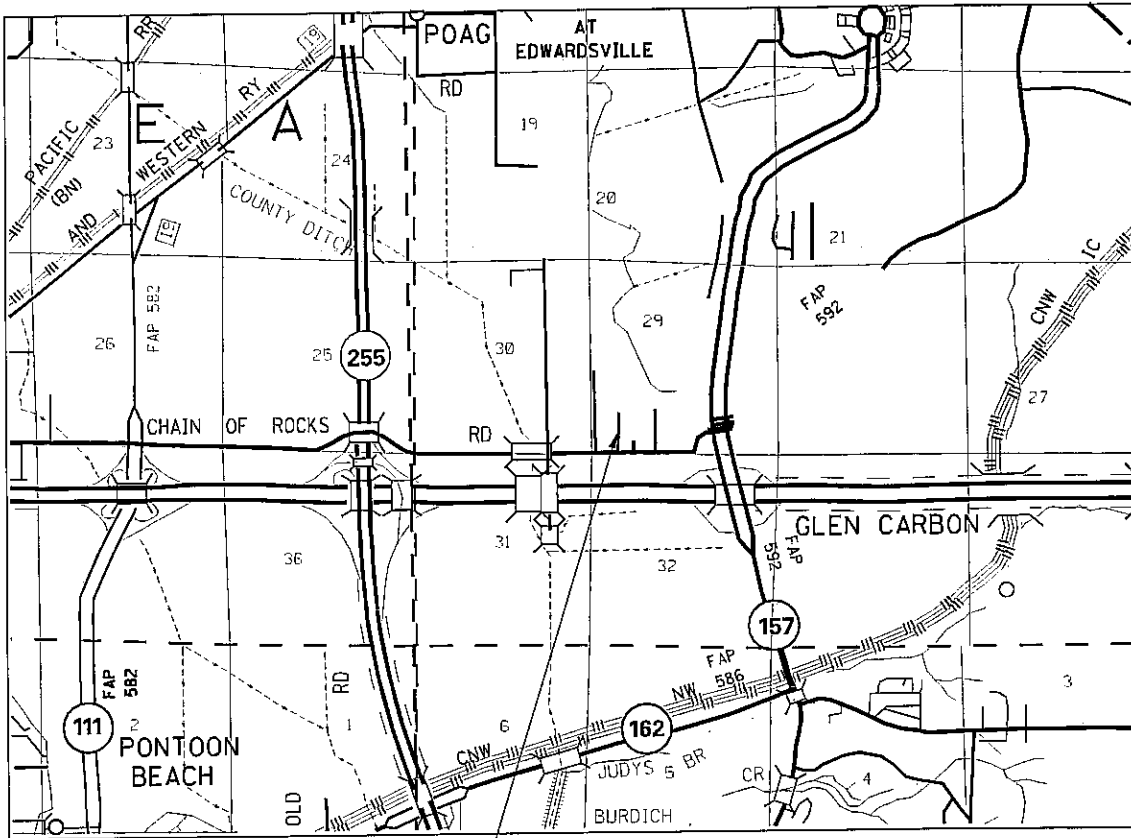 RR
19
POAG
AT
EDWARDSVILLE
RD
RY
E
A
WESTERN
PACIFIC
(BN)
AND
23
24
19
20
21
COUNTY DITCH
19
IC
CNW
FAP 582
FAP
592
26
25
255
30
29
27
CHAIN OF ROCKS
RD
GLEN CARBON
36
31
32
FAP
592
157
FAP
582
RD
FAP
586
NW
3
111
2
1
6
162
PONTOON
BEACH
CNW
JUDYS
BR
OLD
CR
4
BURDICH